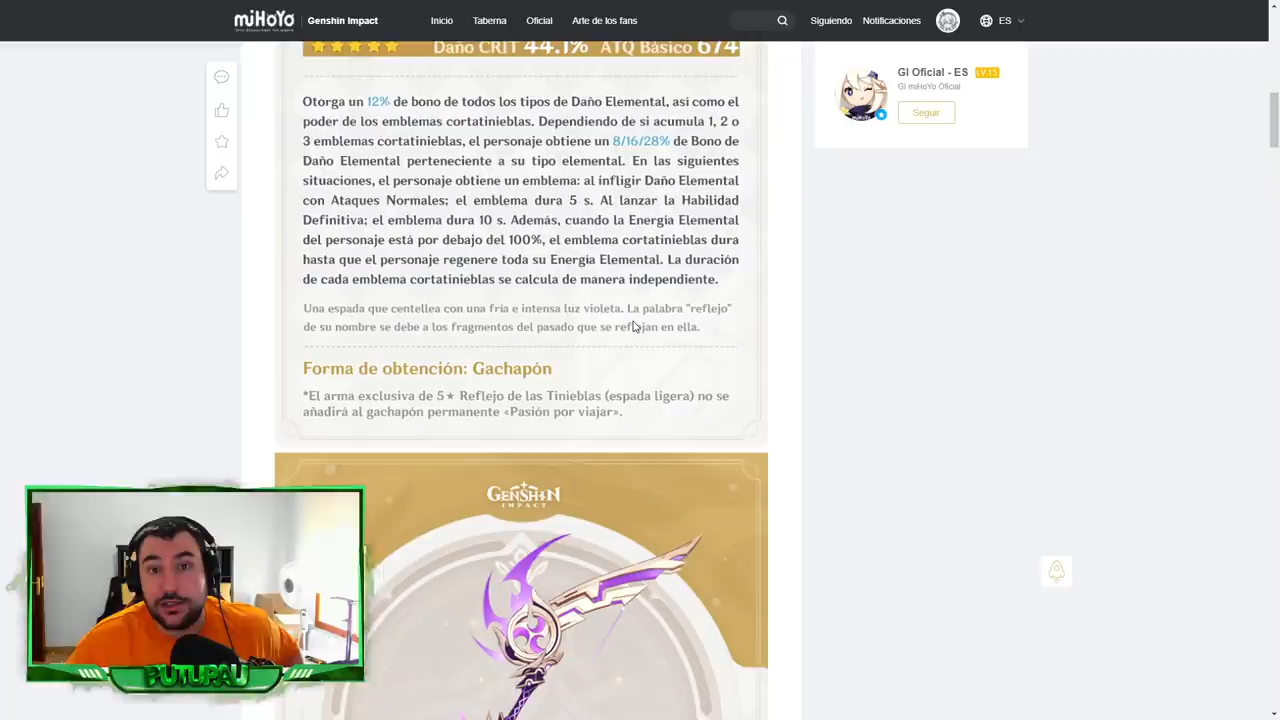 miHoYo
Genshin Impact
Inicio
Taberna
Oficial
Arte de los fans
Siguiendo
Notificaciones
ES
Daño CRIT 44.1% ATQ Básico 674
Otorga un 12% de bono de todos los tipos de Daño Elemental, así como el
poder de los emblemas cortatinieblas. Dependiendo de si acumula 1, 2 o
3 emblemas cortatinieblas, el personaje obtiene un 8/16/28% de Bono de
Daño Elemental perteneciente a su tipo elemental. En las siguientes
situaciones, el personaje obtiene un emblema: al infligir Daño Elemental
con Ataques Normales; el emblema dura 5 s. Al lanzar la Habilidad
Definitiva; el emblema dura 10 s. Además, cuando la Energía Elemental
del personaje está por debajo del 100%, el emblema cortatinieblas dura
hasta que el personaje regenere toda su Energía Elemental. La duración
de cada emblema cortatinieblas se calcula de manera independiente.
Una espada que centellea con una fría e intensa luz violeta. La palabra "reflejo"
de su nombre se debe a los fragmentos del pasado que se reflejan en ella.
Forma de obtención: Gachapón
*El arma exclusiva de 5★ Reflejo de las Tinieblas (espada ligera) no se
añadirá al gachapón permanente «Pasión por viajar».
GENSHIN
IMPACT
GI Oficial - ES
LV.15
GI miHoYo Oficial
Seguir